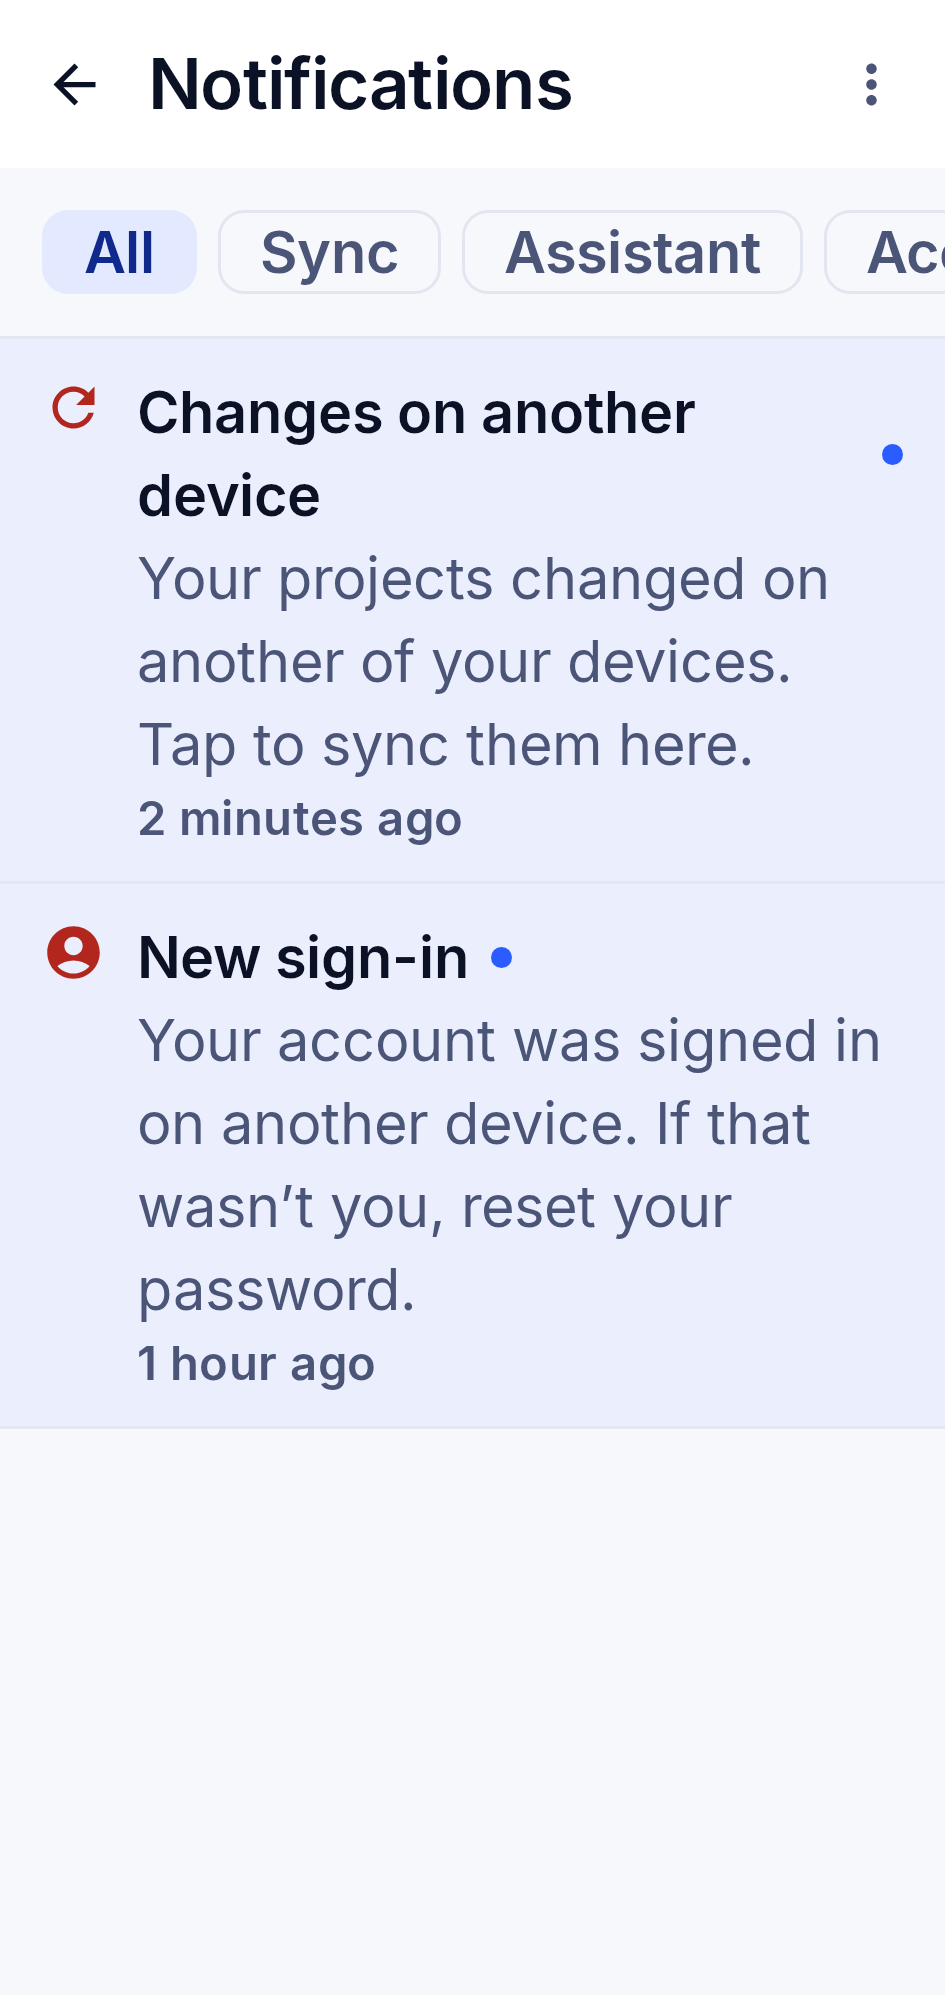 Notifications
All
Sync
Assistant
Changes on another
device
Your projects changed on
another of your devices.
Tap to sync them here.
2 minutes ago
New sign-in
Your account was signed in
on another device. If that
wasn’t you, reset your
password.
1 hour ago